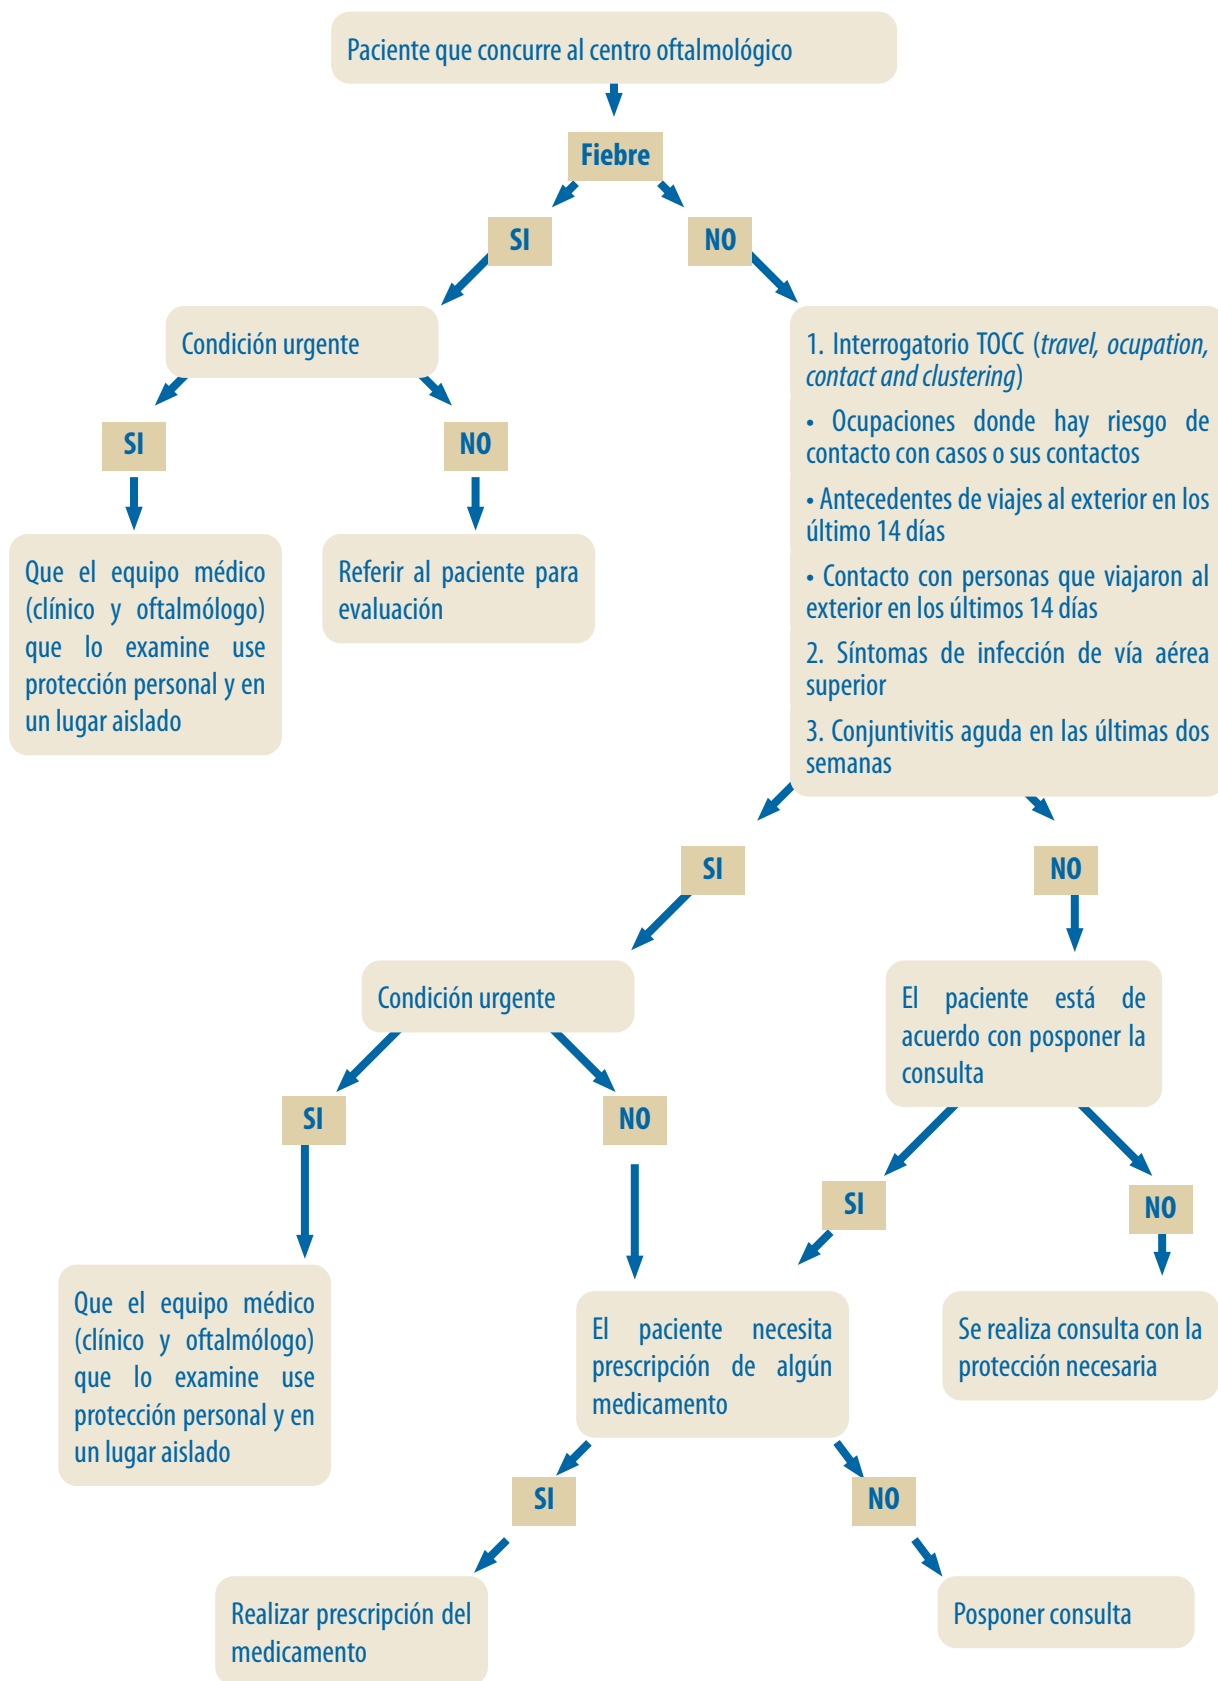 Paciente que concurre al centro oftalmológico
Fiebre
SI
NO
Condición urgente
SI
NO
Que el equipo médico
(clínico y oftalmólogo)
que lo examine use
protección personal y en
un lugar aislado
Referir al paciente para
evaluación
1. Interrogatorio TOCC (travel, ocupation,
contact and clustering)
• Ocupaciones donde hay riesgo de
contacto con casos o sus contactos
• Antecedentes de viajes al exterior en los
último 14 días
• Contacto con personas que viajaron al
exterior en los últimos 14 días
2. Síntomas de infección de vía aérea
superior
3. Conjuntivitis aguda en las últimas dos
semanas
SI
NO
Condición urgente
El paciente está de
acuerdo con posponer la
consulta
SI
NO
SI
NO
Que el equipo médico
(clínico y oftalmólogo)
que lo examine use
protección personal y en
un lugar aislado
El paciente necesita
prescripción de algún
medicamento
Se realiza consulta con la
protección necesaria
SI
NO
Realizar prescripción del
medicamento
Posponer consulta